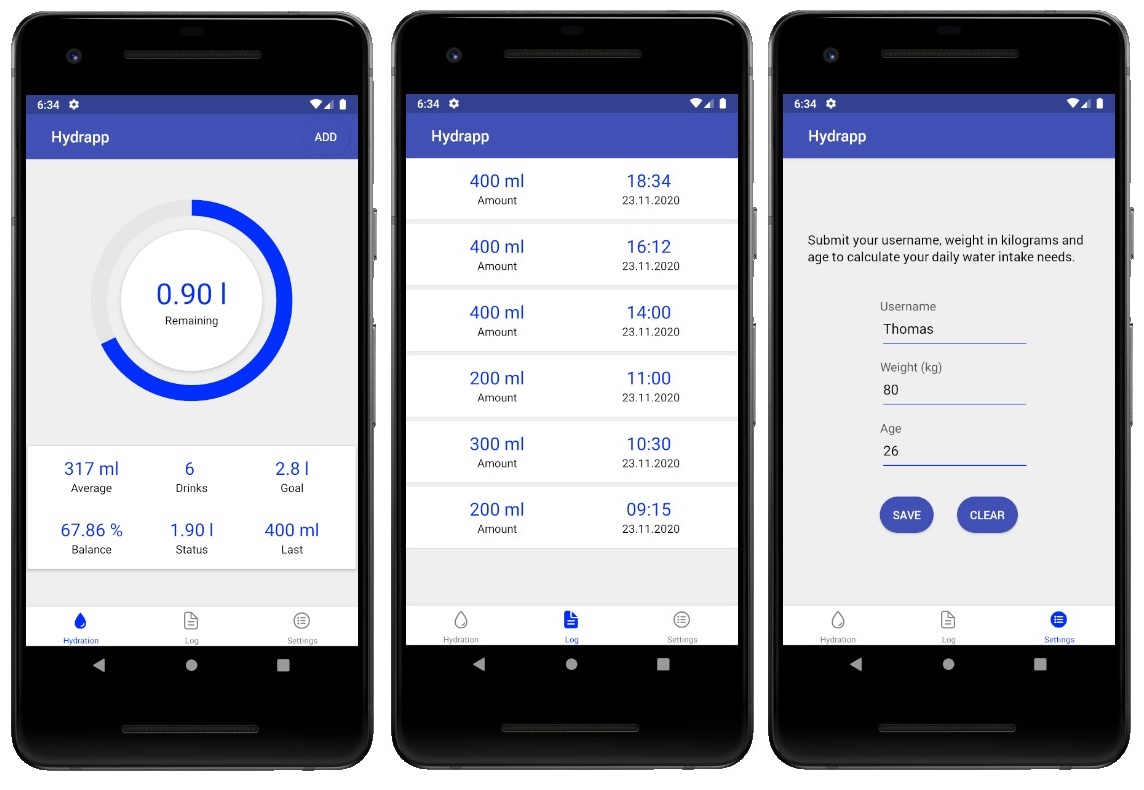 6:34
Hydrapp
ADD
0.90 l
Remaining
317 ml 6 2.8 l
Average Drinks Goal
67.86 % 1.90 l 400 ml
Balance Status Last
Hydration Log Settings
6:34
Hydrapp
400 ml 18:34
Amount 23.11.2020
400 ml 16:12
Amount 23.11.2020
400 ml 14:00
Amount 23.11.2020
200 ml 11:00
Amount 23.11.2020
300 ml 10:30
Amount 23.11.2020
200 ml 09:15
Amount 23.11.2020
Hydration Log Settings
6:34
Hydrapp
Submit your username, weight in kilograms and
age to calculate your daily water intake needs.
Username
Thomas
Weight (kg)
80
Age
26
SAVE CLEAR
Hydration Log Settings